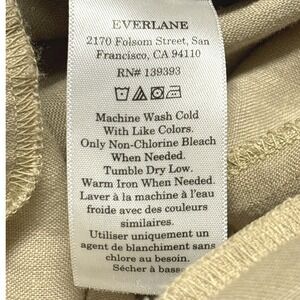 EVERLANE
2170 Folsom Street, San
Francisco, CA 94110
RN# 139393
Machine Wash Cold
With Like Colors.
Only Non-Chlorine Bleach
When Needed.
Tumble Dry Low.
Warm Iron When Needed.
Laver à la machine à l'eau
froide avec des couleurs
similaires.
Utiliser uniquement un
agent de blanchiment sans
chlore au besoin.
Sécher à basse